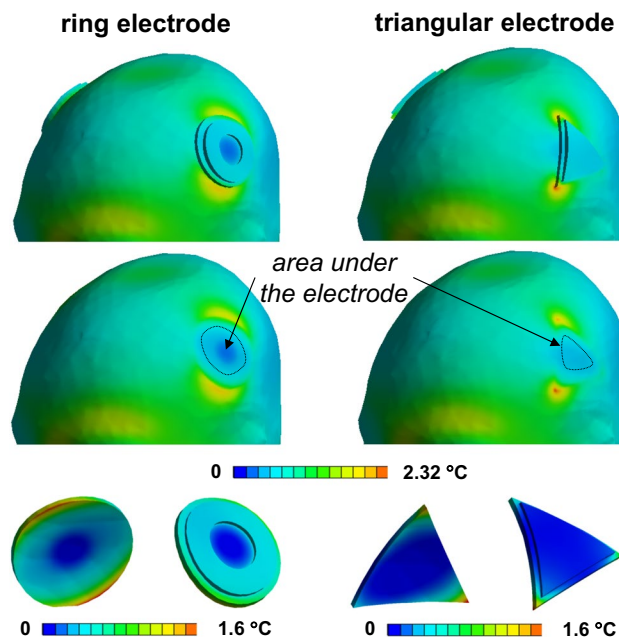 ring electrode
triangular electrode
area under
the electrode
0 2.32 °C
0 1.6 °C
0 1.6 °C